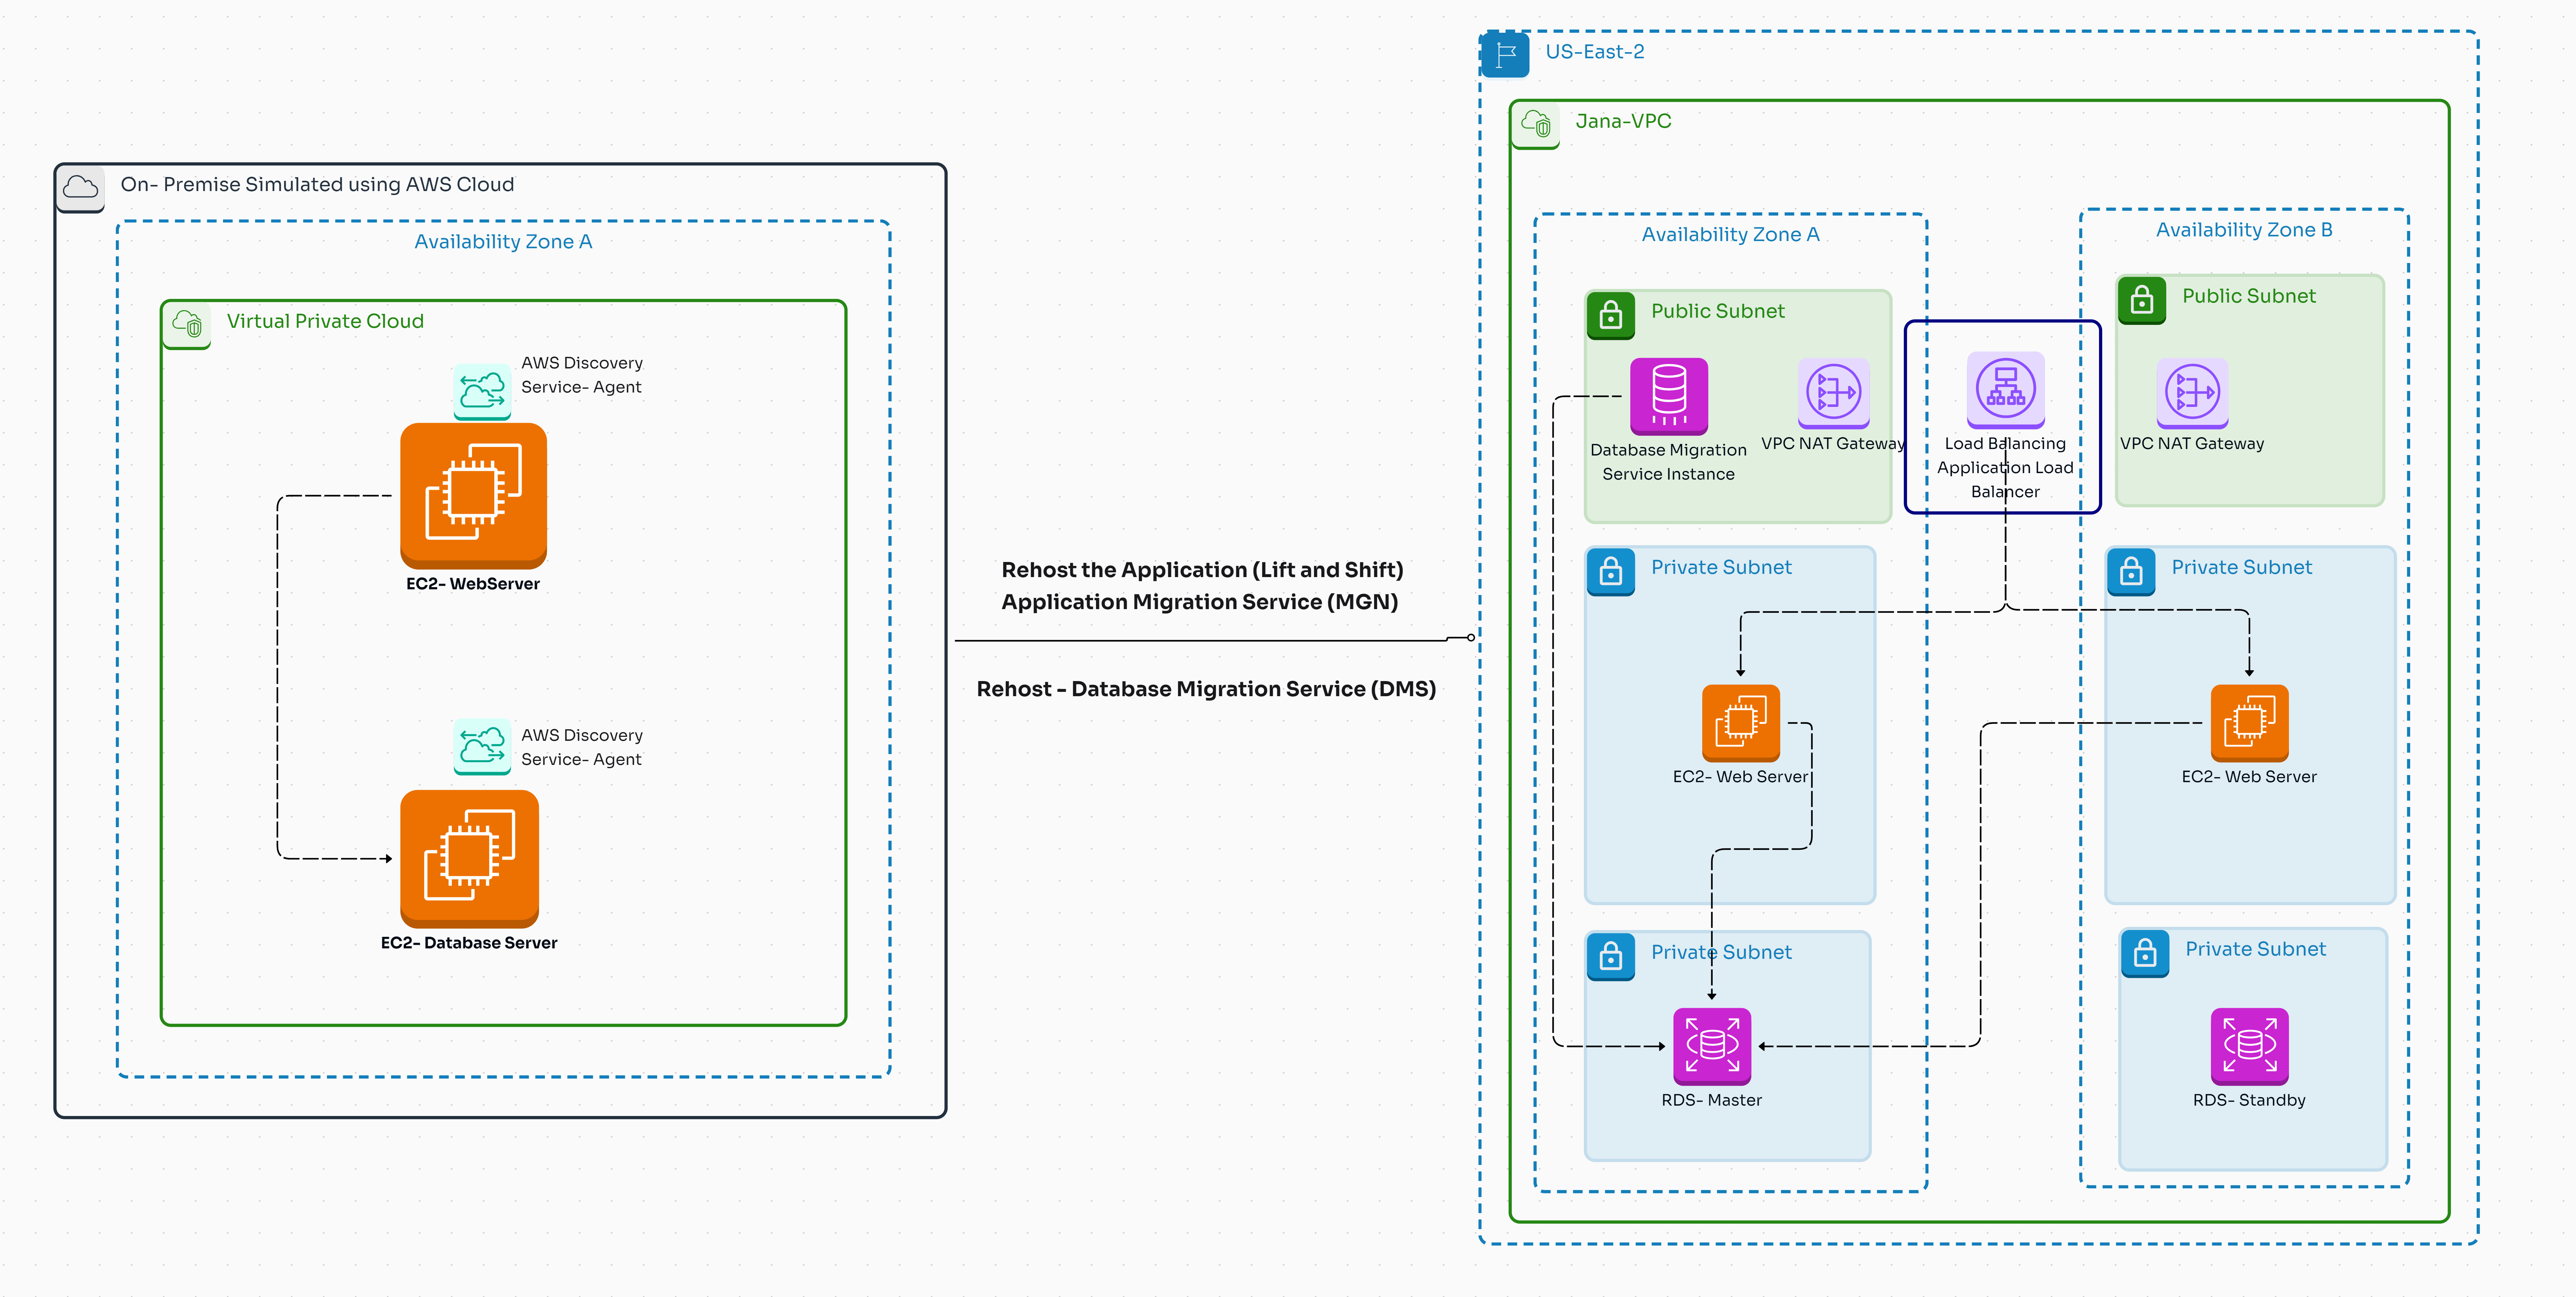 On- Premise Simulated using AWS Cloud
Availability Zone A
Virtual Private Cloud
AWS Discovery
Service- Agent
EC2- WebServer
AWS Discovery
Service- Agent
EC2- Database Server
Rehost the Application (Lift and Shift)
Application Migration Service (MGN)
Rehost - Database Migration Service (DMS)
US-East-2
Jana-VPC
Availability Zone A
Public Subnet
Database Migration
Service Instance
VPC NAT Gateway
Load Balancing
Application Load
Balancer
Private Subnet
EC2- Web Server
Private Subnet
RDS- Master
Availability Zone B
Public Subnet
VPC NAT Gateway
Private Subnet
EC2- Web Server
Private Subnet
RDS- Standby